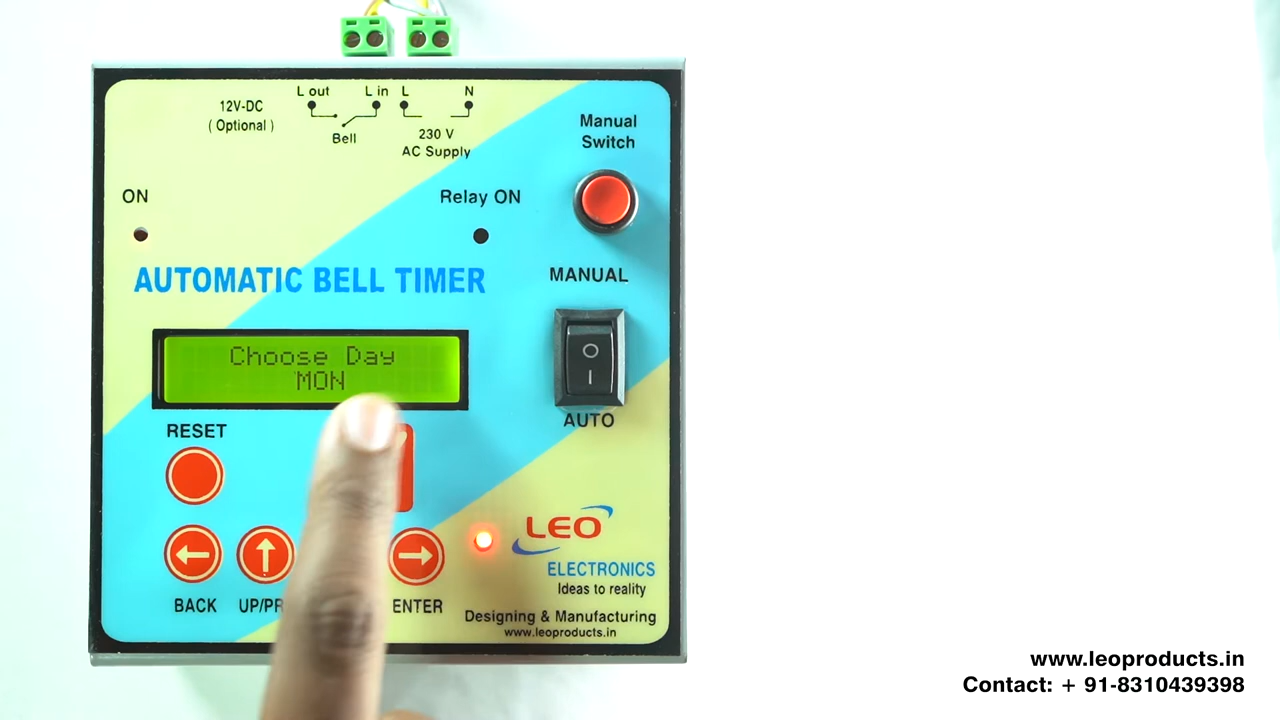 L out L in L N
12V-DC
( Optional )
Bell
230 V
AC Supply
Manual
Switch
ON
Relay ON
AUTOMATIC BELL TIMER
MANUAL
Choose Day
MON
O
I
AUTO
RESET
BACK
ENTER
LEO
ELECTRONICS
Ideas to reality
Designing & Manufacturing
www.leoproducts.in
www.leoproducts.in
Contact: + 91-8310439398